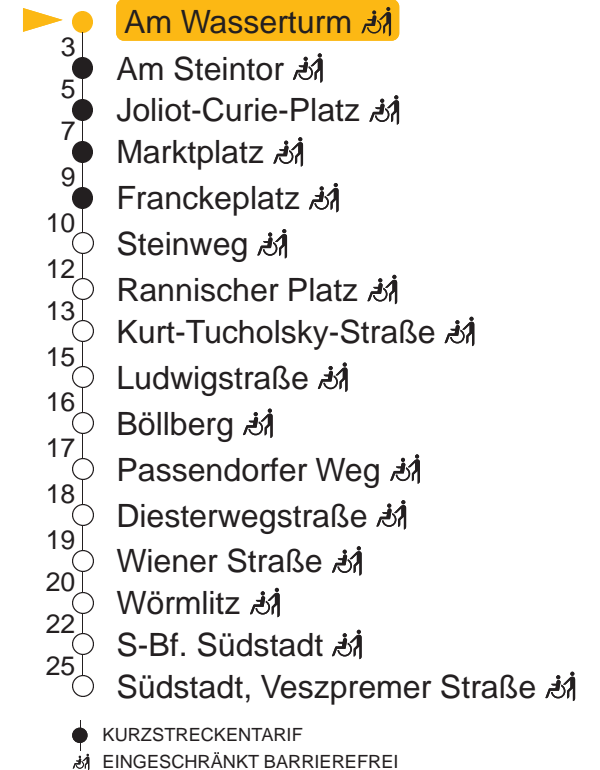 Am Wasserturm
3
Am Steintor
5
Joliot-Curie-Platz
7
Marktplatz
9
Franckeplatz
10
Steinweg
12
Rannischer Platz
13
Kurt-Tucholsky-Straße
15
Ludwigstraße
16
Böllberg
17
Passendorfer Weg
18
Diesterwegstraße
19
Wiener Straße
20
Wörmlitz
22
S-Bf. Südstadt
25
Südstadt, Veszpremer Straße
KURZSTRECKENTARIF
EINGESCHRÄNKT BARRIEREFREI